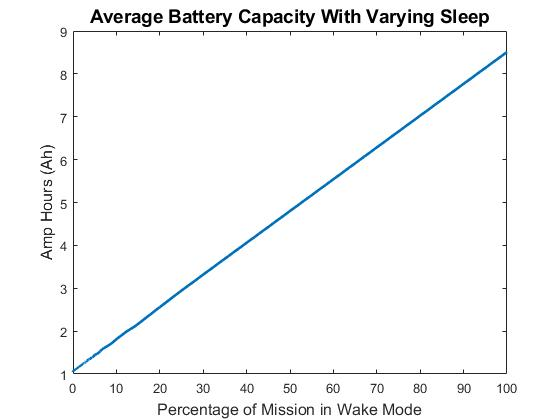 Average Battery Capacity With Varying Sleep
9
8
7
6
5
4
3
2
1
Amp Hours (Ah)
0 10 20 30 40 50 60 70 80 90 100
Percentage of Mission in Wake Mode